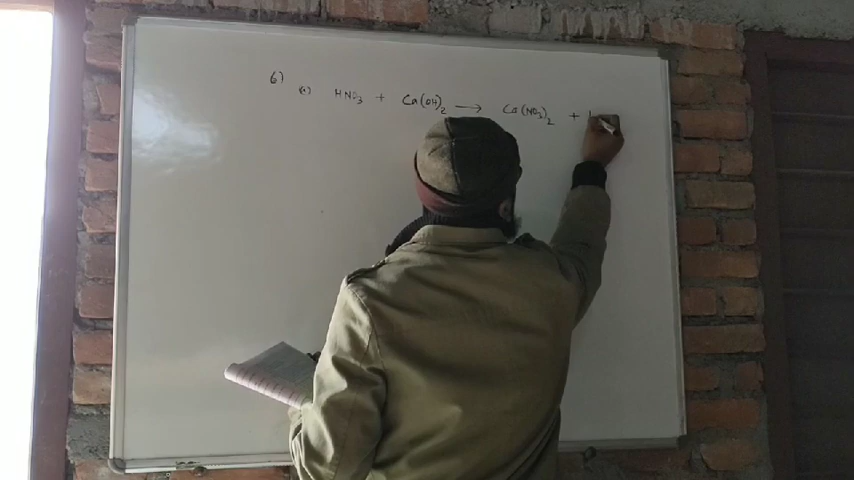 6)
(a) HNO₃ + Ca(OH)₂ → Ca(NO₃)₂ +